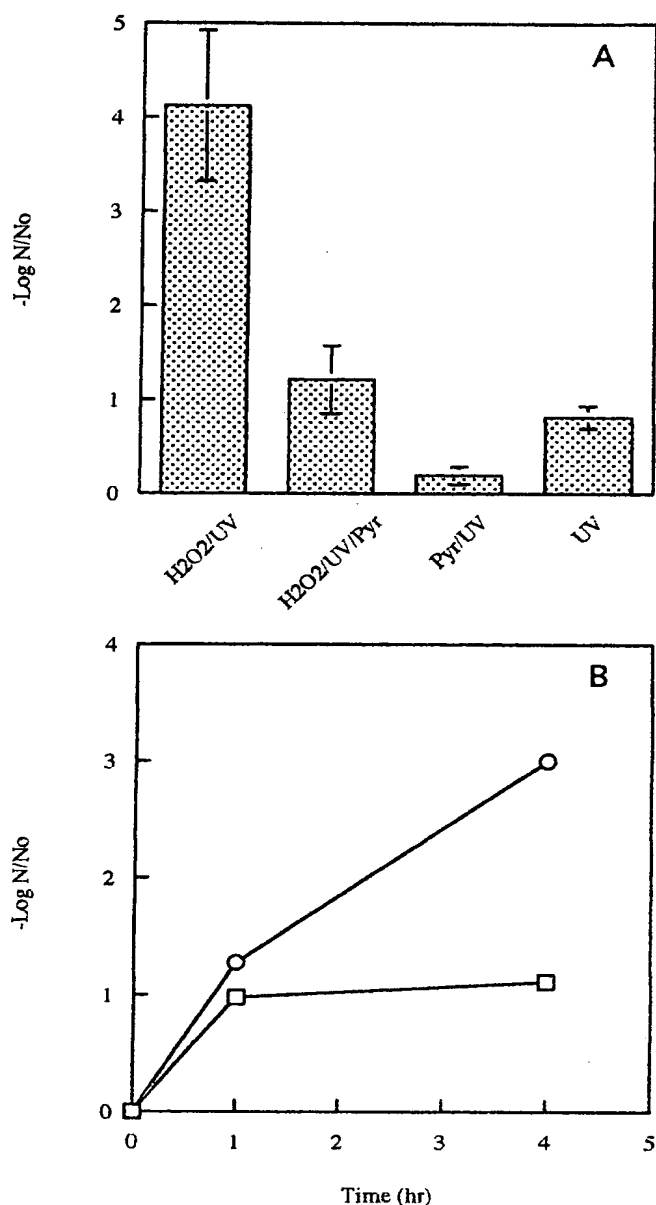 A
5
4
3
2
1
0
-Log N/No
H2O2/UV
H2O2/UV/Pyr
Pyr/UV
UV
B
4
3
2
1
0
-Log N/No
0 1 2 3 4 5
Time (hr)